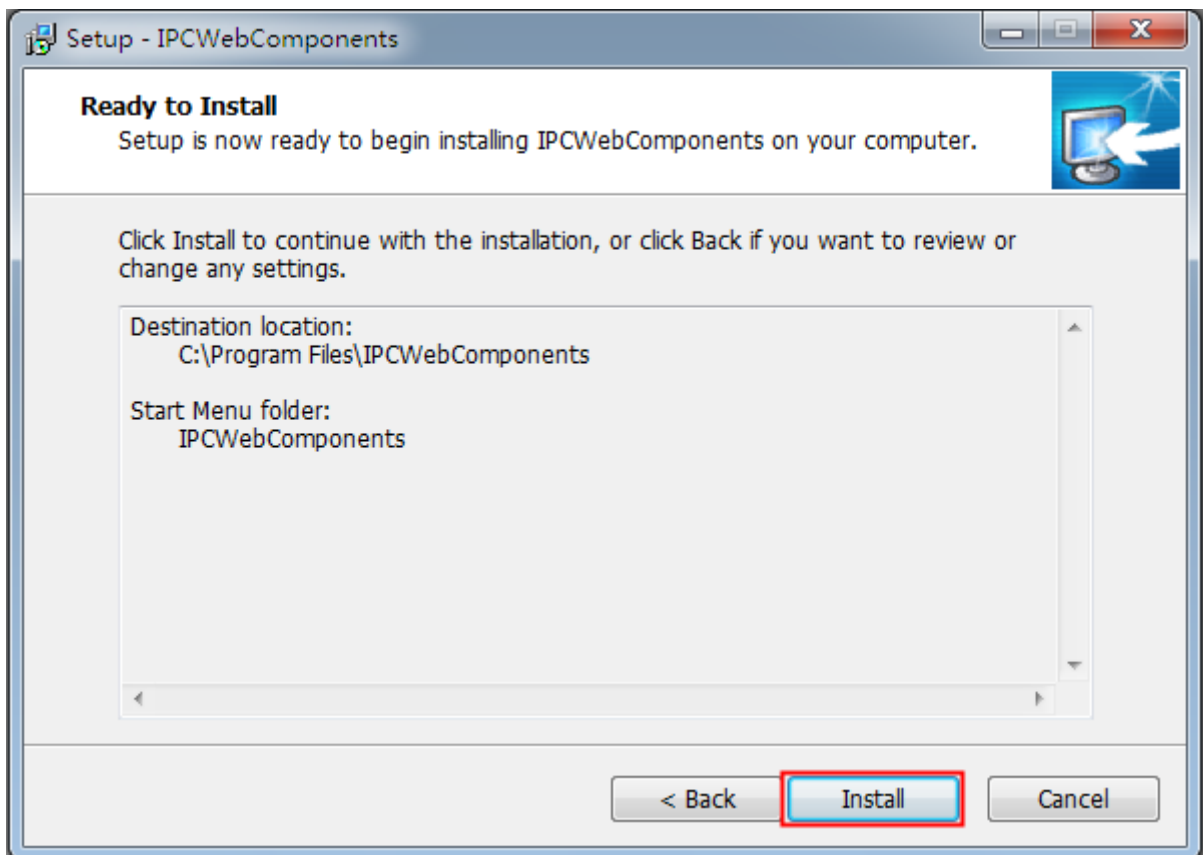 Setup - IPCWebComponents
Ready to Install
Setup is now ready to begin installing IPCWebComponents on your computer.
Click Install to continue with the installation, or click Back if you want to review or
change any settings.
Destination location:
C:\Program Files\IPCWebComponents
Start Menu folder:
IPCWebComponents
< Back
Install
Cancel